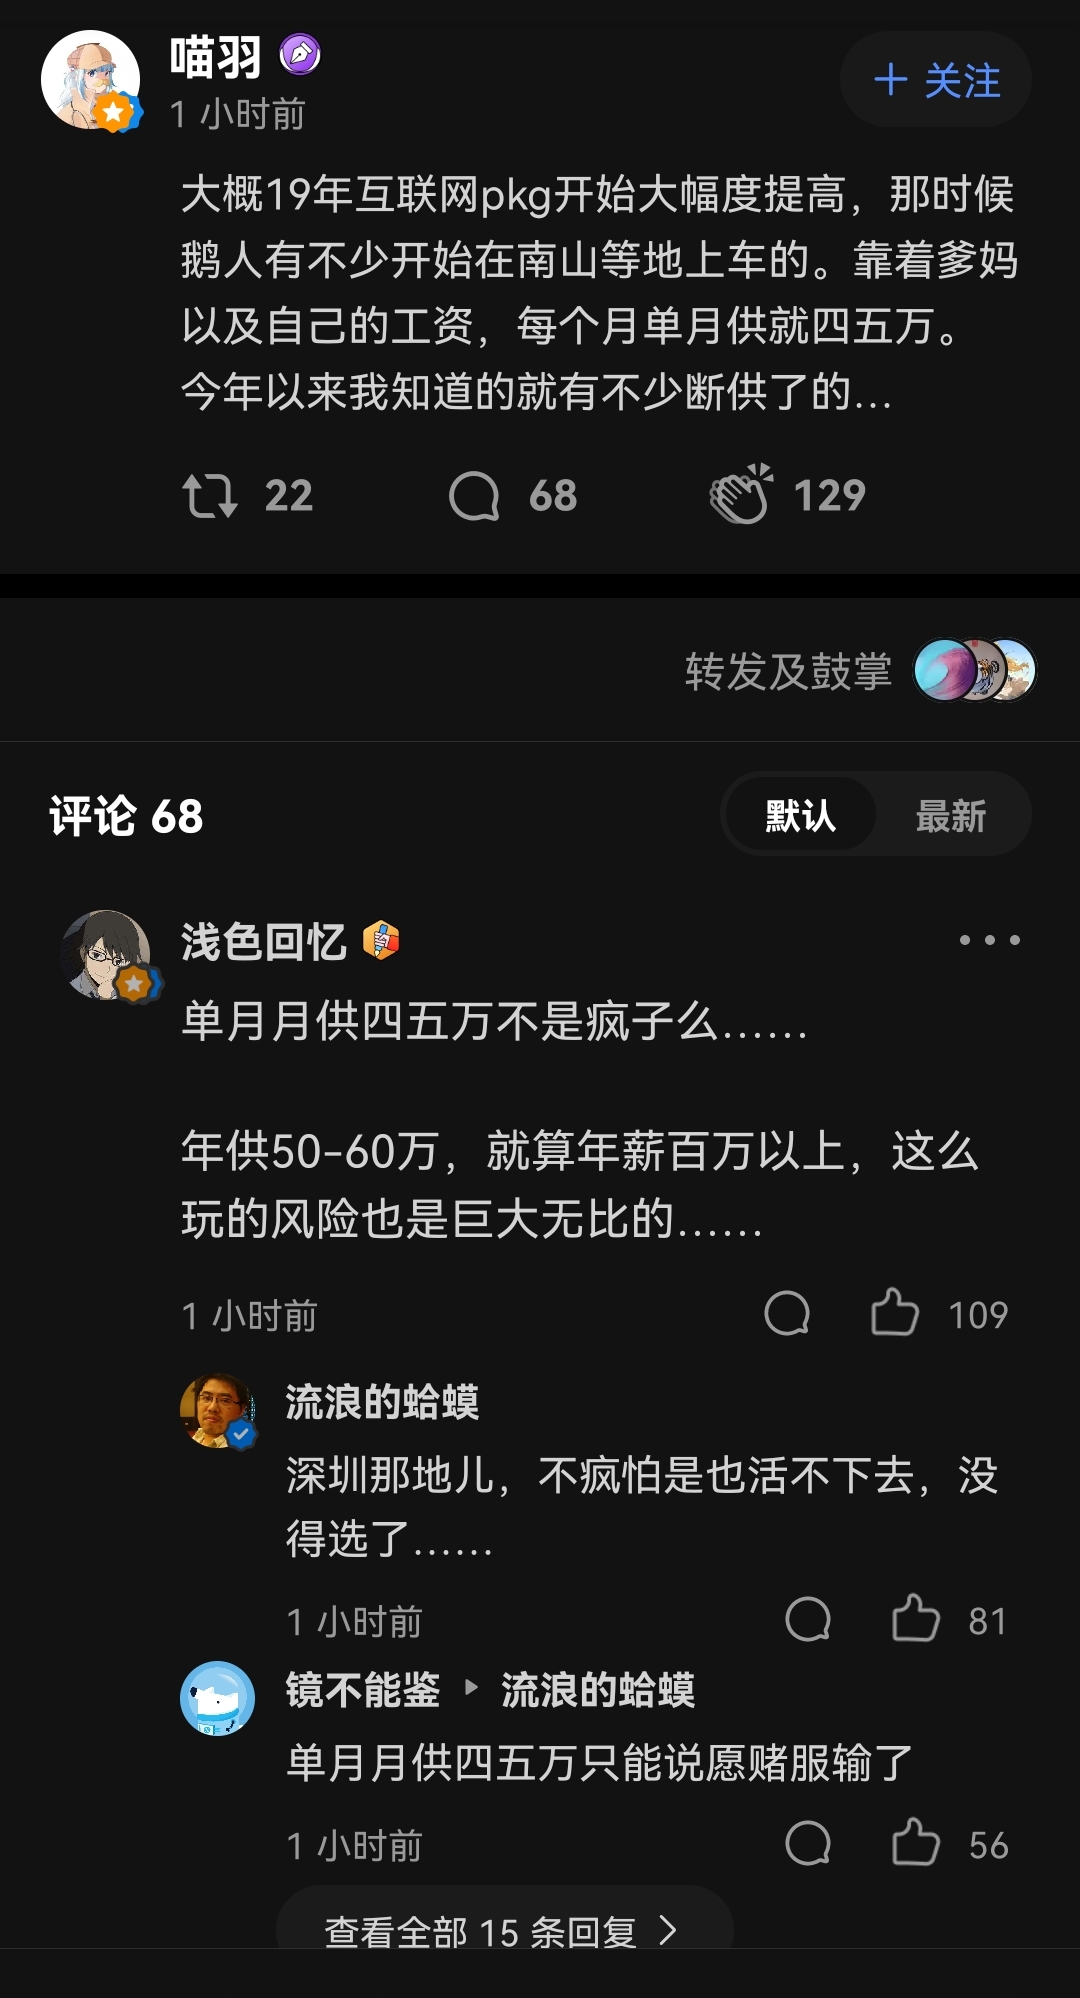 喵羽
1 小时前
+ 关注
大概19年互联网pkg开始大幅度提高，那时候
鹅人有不少开始在南山等地上车的。靠着爹妈
以及自己的工资，每个月单月供就四五万。
今年以来我知道的就有不少断供了的...
22
68
129
转发及鼓掌
评论 68
默认
最新
浅色回忆
单月月供四五万不是疯子么……
年供50-60万，就算年薪百万以上，这么
玩的风险也是巨大无比的……
1 小时前
109
流浪的蛤蟆
深圳那地儿，不疯怕是也活不下去，没
得选了……
1 小时前
81
镜不能鉴 ▸ 流浪的蛤蟆
单月月供四五万只能说愿赌服输了
1 小时前
56
查看全部 15 条回复 >